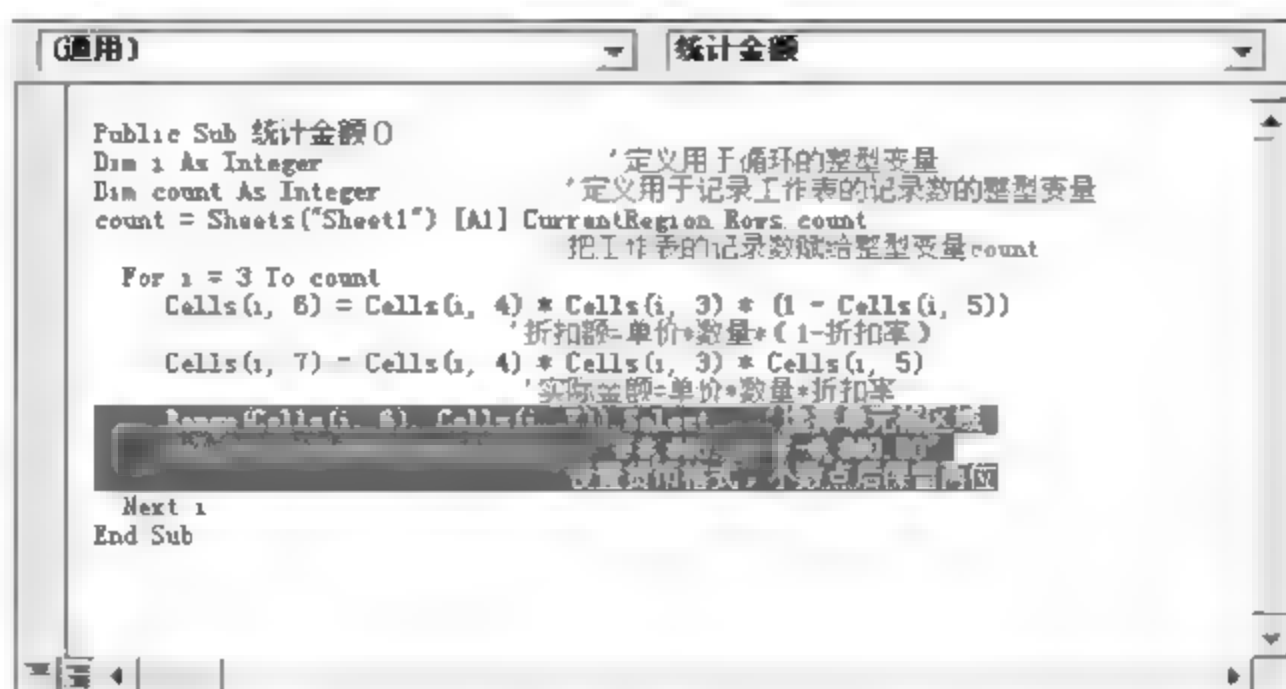 (通用) 统计金额
Public Sub 统计金额()
Dim i As Integer '定义用于循环的整型变量
Dim count As Integer '定义用于记录工作表的记录数的整型变量
count = Sheets("Sheet1") [A1] CurrentRegion Rows. count
把工作表的记录数赋给整型变量count
For i = 3 To count
Cells(i, 6) = Cells(i, 4) * Cells(i, 3) * (1 - Cells(i, 5))
'折扣额=单价*数量*(1-折扣率)
Cells(i, 7) = Cells(i, 4) * Cells(i, 3) * Cells(i, 5)
'实际金额=单价*数量*折扣率
Cells(i, 6), Cells(i, Select
设置货币格式,小数点后保留两位
Next i
End Sub